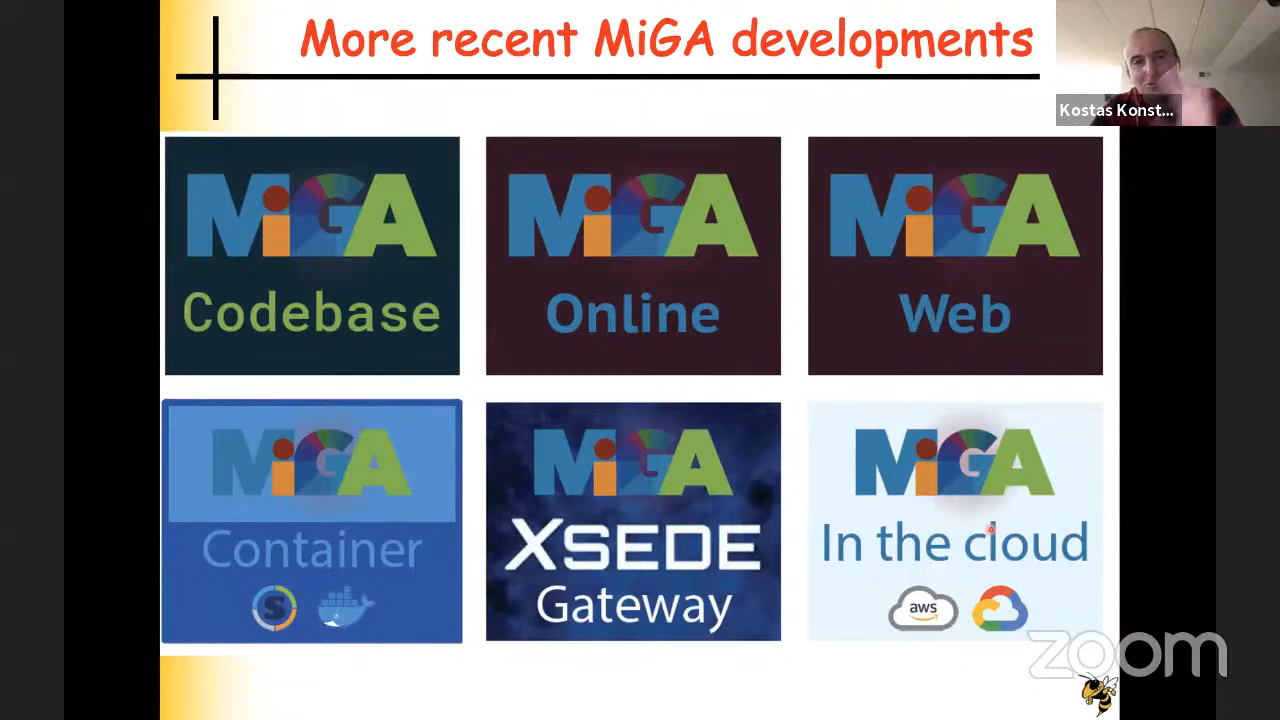 More recent MiGA developments
Kostas Konst...
MiGA
Codebase
MiGA
Online
MiGA
Web
MiGA
Container
S
MiGA
XSEDE
Gateway
MiGA
In the cloud
aws
zoom